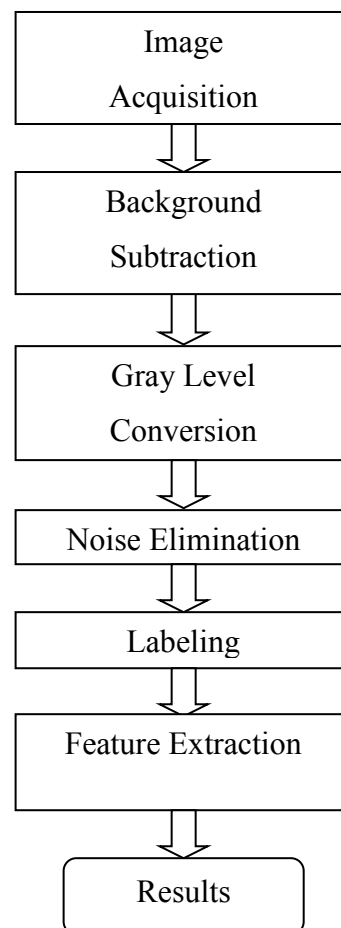 Image
Acquisition
Background
Subtraction
Gray Level
Conversion
Noise Elimination
Labeling
Feature Extraction
Results